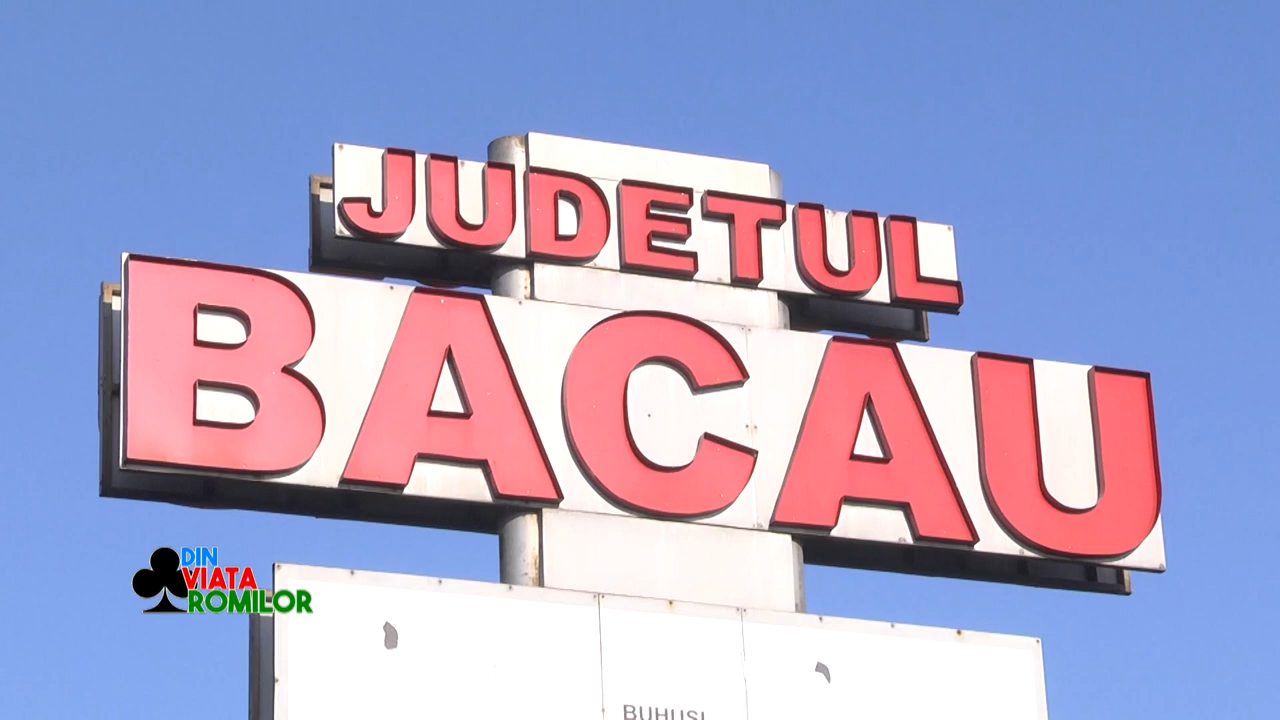 JUDETUL
BACAU
DIN
VIATA
ROMILOR
BUHUSI